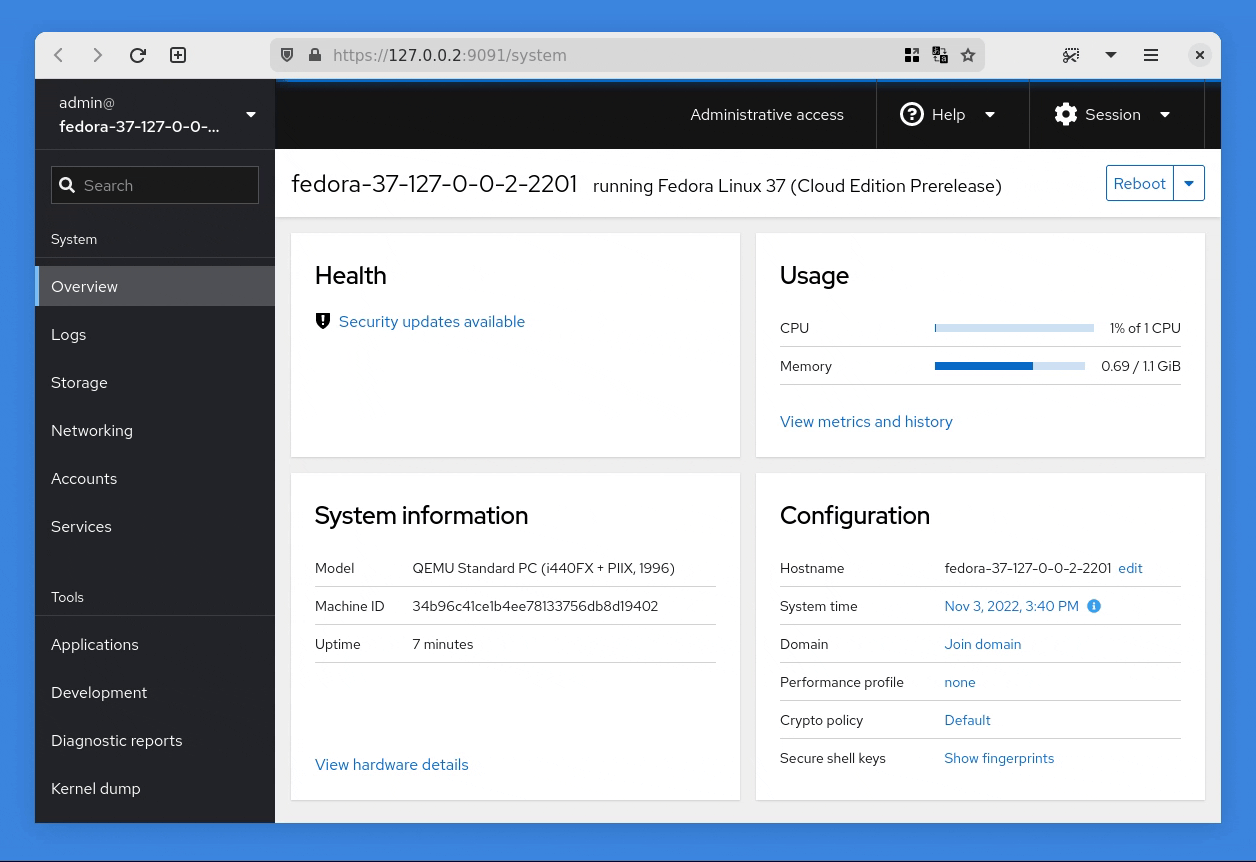 https://127.0.0.2:9091/system
admin@
fedora-37-127-0-0-...
Administrative access
Help
Session
Search
System
Overview
Logs
Storage
Networking
Accounts
Services
Tools
Applications
Development
Diagnostic reports
Kernel dump
fedora-37-127-0-0-2-2201 running Fedora Linux 37 (Cloud Edition Prerelease)
Reboot
Health
Security updates available
Usage
CPU 1% of 1 CPU
Memory 0.69 / 1.1 GiB
View metrics and history
System information
Model QEMU Standard PC (i440FX + PIIX, 1996)
Machine ID 34b96c41ce1b4ee78133756db8d19402
Uptime 7 minutes
View hardware details
Configuration
Hostname fedora-37-127-0-0-2-2201 edit
System time Nov 3, 2022, 3:40 PM
Domain Join domain
Performance profile none
Crypto policy Default
Secure shell keys Show fingerprints